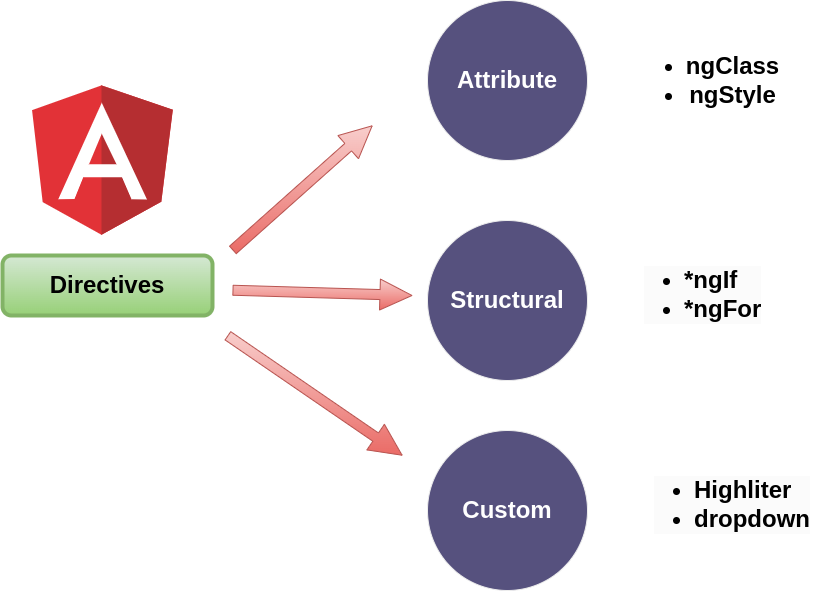 Attribute
• ngClass
• ngStyle
Directives
Structural
• *ngIf
• *ngFor
Custom
• Highliter
• dropdown